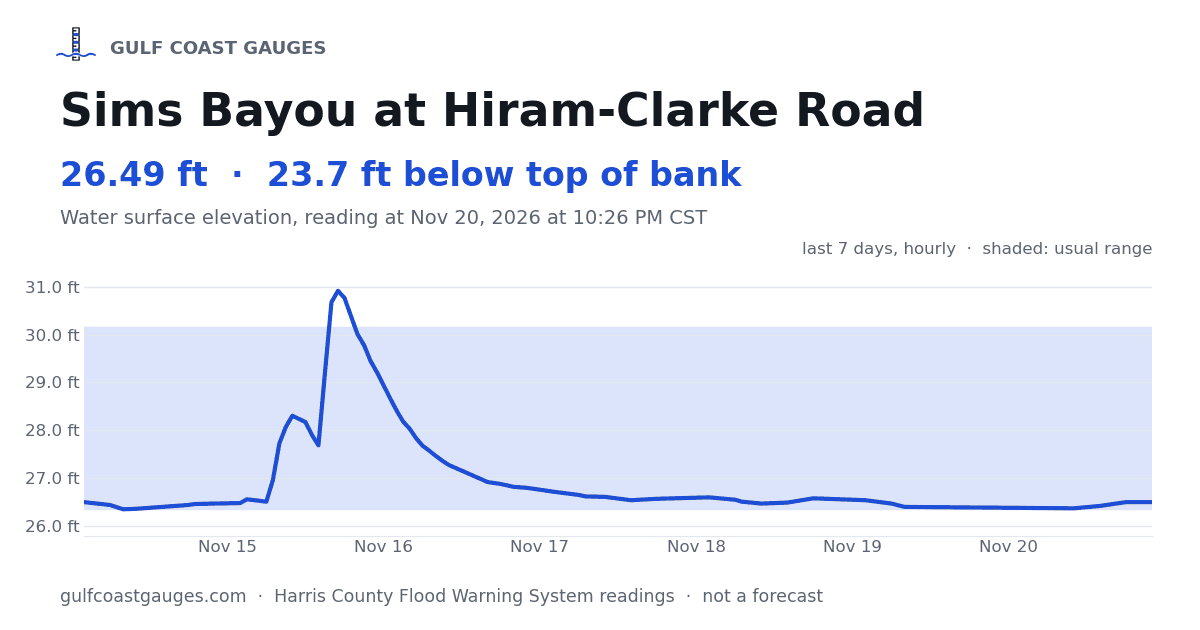 GULF COAST GAUGES
Sims Bayou at Hiram-Clarke Road
26.49 ft · 23.7 ft below top of bank
Water surface elevation, reading at Nov 20, 2026 at 10:26 PM CST
last 7 days, hourly · shaded: usual range
31.0 ft
30.0 ft
29.0 ft
28.0 ft
27.0 ft
26.0 ft
Nov 15 Nov 16 Nov 17 Nov 18 Nov 19 Nov 20
gulfcoastgauges.com · Harris County Flood Warning System readings · not a forecast